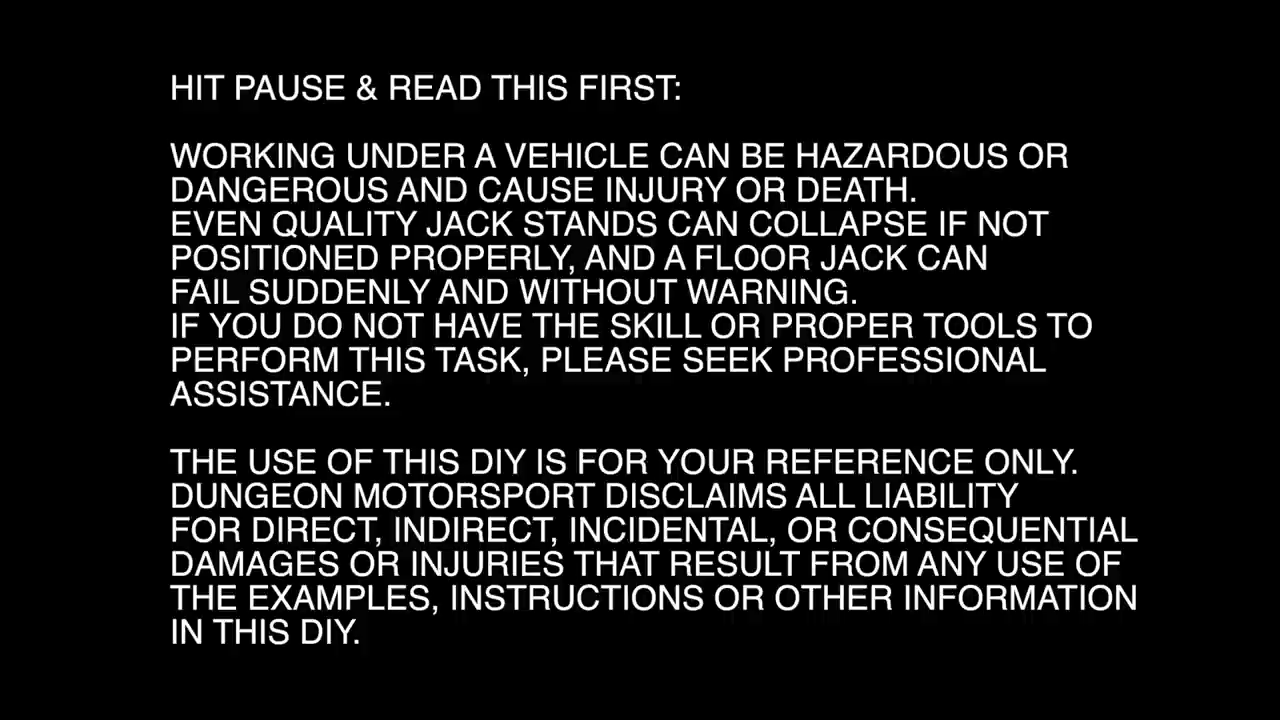 HIT PAUSE & READ THIS FIRST:
WORKING UNDER A VEHICLE CAN BE HAZARDOUS OR
DANGEROUS AND CAUSE INJURY OR DEATH.
EVEN QUALITY JACK STANDS CAN COLLAPSE IF NOT
POSITIONED PROPERLY, AND A FLOOR JACK CAN
FAIL SUDDENLY AND WITHOUT WARNING.
IF YOU DO NOT HAVE THE SKILL OR PROPER TOOLS TO
PERFORM THIS TASK, PLEASE SEEK PROFESSIONAL
ASSISTANCE.
THE USE OF THIS DIY IS FOR YOUR REFERENCE ONLY.
DUNGEON MOTORSPORT DISCLAIMS ALL LIABILITY
FOR DIRECT, INDIRECT, INCIDENTAL, OR CONSEQUENTIAL
DAMAGES OR INJURIES THAT RESULT FROM ANY USE OF
THE EXAMPLES, INSTRUCTIONS OR OTHER INFORMATION
IN THIS DIY.